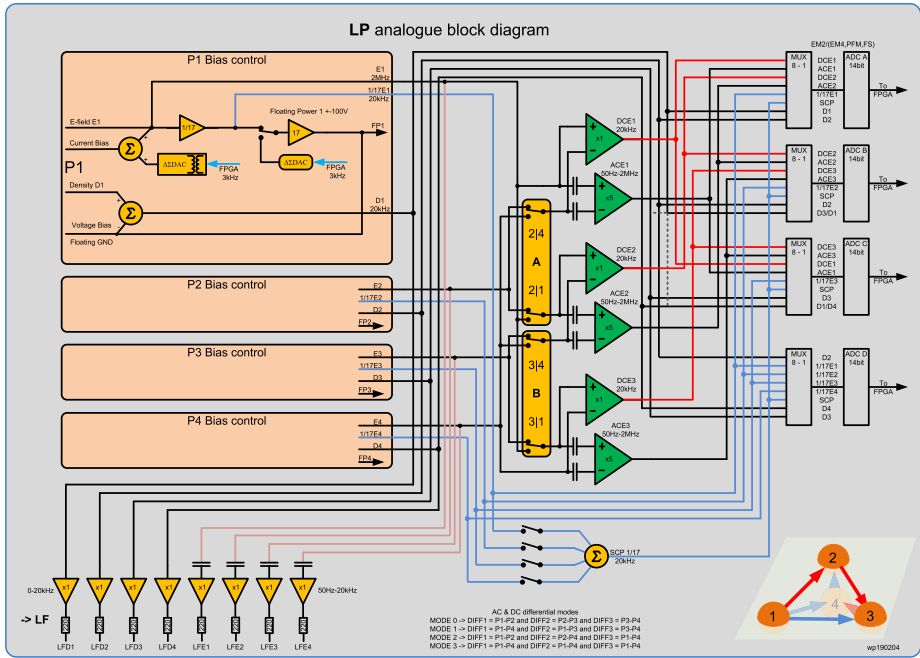 LP analogue block diagram
P1 Bias control
E1
2MHz
1/17E1
20kHz
Floating Power 1 +-100V
E-field E1
1/17
17
FP1
Current Bias
Σ
ΔΣDAC
FPGA
3kHz
ΔΣDAC
FPGA
3kHz
P1
Density D1
D1
20kHz
Σ
Voltage Bias
Floating GND
P2 Bias control
E2
1/17E2
D2
FP2
P3 Bias control
E3
1/17E3
D3
FP3
P4 Bias control
E4
1/17E4
D4
FP4
DCE1
20kHz
x1
ACE1
50Hz-2MHz
x5
2|4
A
2|1
DCE2
20kHz
x1
ACE2
50Hz-2MHz
x5
3|4
B
3|1
DCE3
20kHz
x1
ACE3
50Hz-2MHz
x5
EM2/(EM4,PFM,FS)
MUX
8 - 1
DCE1
ACE1
DCE2
ACE2
1/17E1
SCP
D1
D2
ADC A
14bit
To
FPGA
MUX
8 - 1
DCE2
ACE2
DCE3
ACE3
1/17E2
SCP
D2
D3/D1
ADC B
14bit
To
FPGA
MUX
8 - 1
DCE3
ACE3
DCE1
ACE1
1/17E3
SCP
D3
D1/D4
ADC C
14bit
To
FPGA
MUX
8 - 1
D2
1/17E1
1/17E2
1/17E3
1/17E4
SCP
D4
D3
ADC D
14bit
To
FPGA
Σ
SCP 1/17
20kHz
0-20kHz
x1
x1
x1
x1
x1
x1
x1
x1
50Hz-20kHz
-> LF
LFD1
LFD2
LFD3
LFD4
LFE1
LFE2
LFE3
LFE4
AC & DC differential modes
MODE 0 -> DIFF1 = P1-P2 and DIFF2 = P2-P3 and DIFF3 = P3-P4
MODE 1 -> DIFF1 = P1-P4 and DIFF2 = P1-P3 and DIFF3 = P3-P4
MODE 2 -> DIFF1 = P1-P2 and DIFF2 = P2-P4 and DIFF3 = P1-P4
MODE 3 -> DIFF1 = P1-P4 and DIFF2 = P1-P4 and DIFF3 = P1-P4
2
4
1
3
wp190204